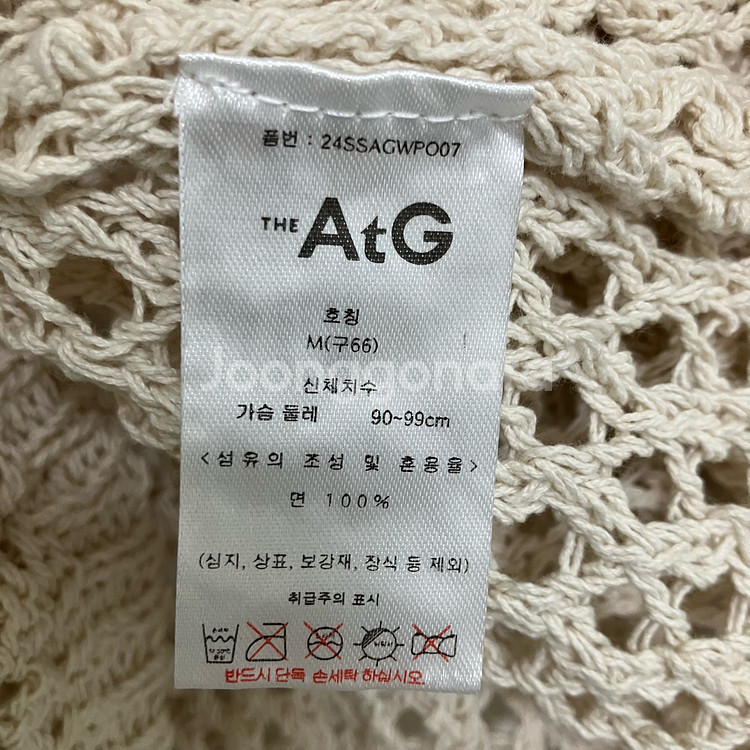 품번 : 24SSAGWPO07
THE AtG
호칭
M(구66)
Joonggonara
신체치수
가슴 둘레 90~99cm
<섬유의 조성 및 혼용율>
면 100%
(심지, 상표, 보강재, 장식 등 제외)
취급주의 표시
반드시 단독 손세탁 하십시오.